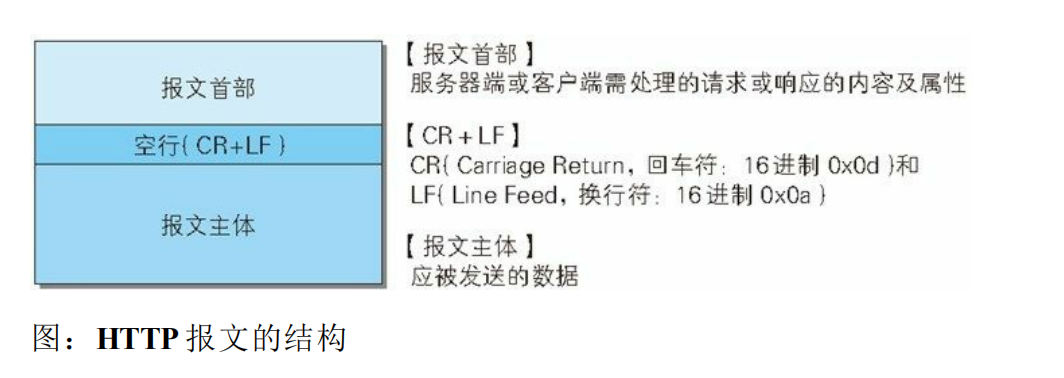 报文首部
空行( CR+LF )
报文主体
【报文首部】
服务器端或客户端需处理的请求或响应的内容及属性
【CR + LF】
CR( Carriage Return，回车符：16进制 0x0d )和
LF( Line Feed，换行符：16进制 0x0a )
【报文主体】
应被发送的数据
图：HTTP 报文的结构